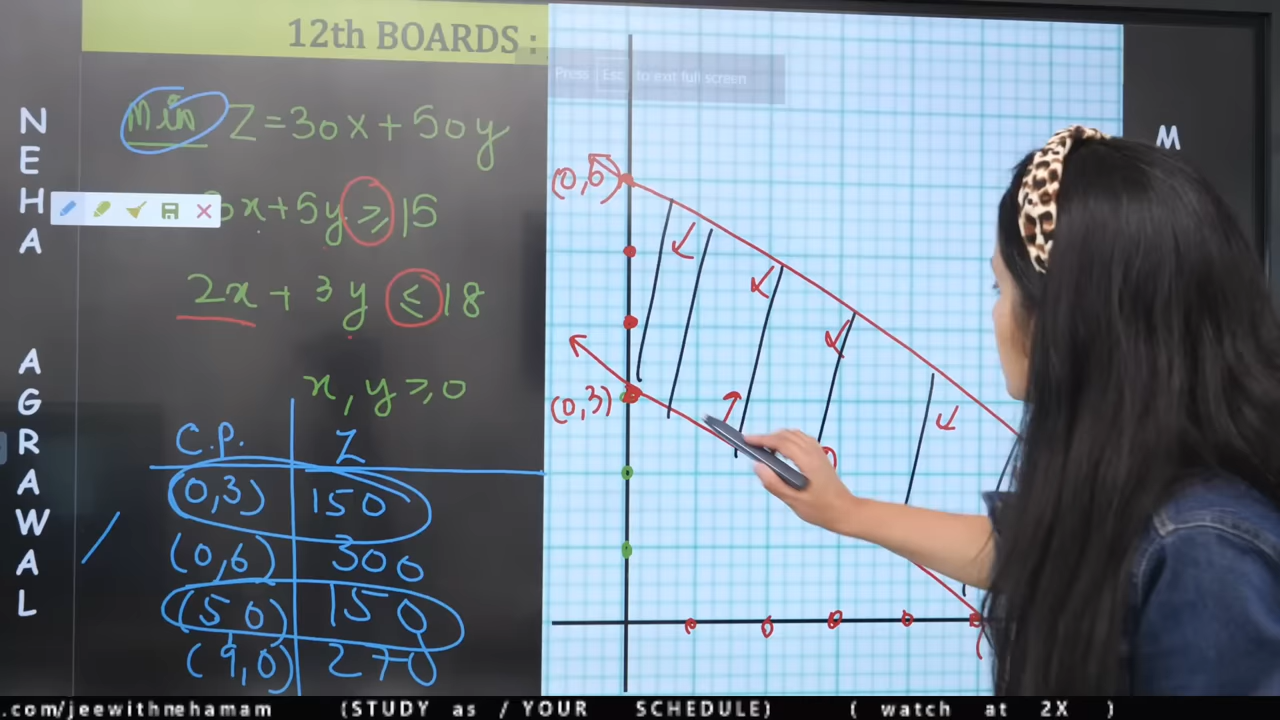 12th BOARDS :
Press Esc to exit full screen
NEHA AGRAWAL
M
Min Z=30x+50y
x+5y ≥ 15
2x + 3y ≤ 18
x, y ≥, 0
C.P. Z
(0,3) 150
(0,6) 300
(5 0) 150
(9,0) 270
(0,6)
(0,3)
(
.com/jeewithnehamam (STUDY as / YOUR SCHEDULE) ( watch at 2X )